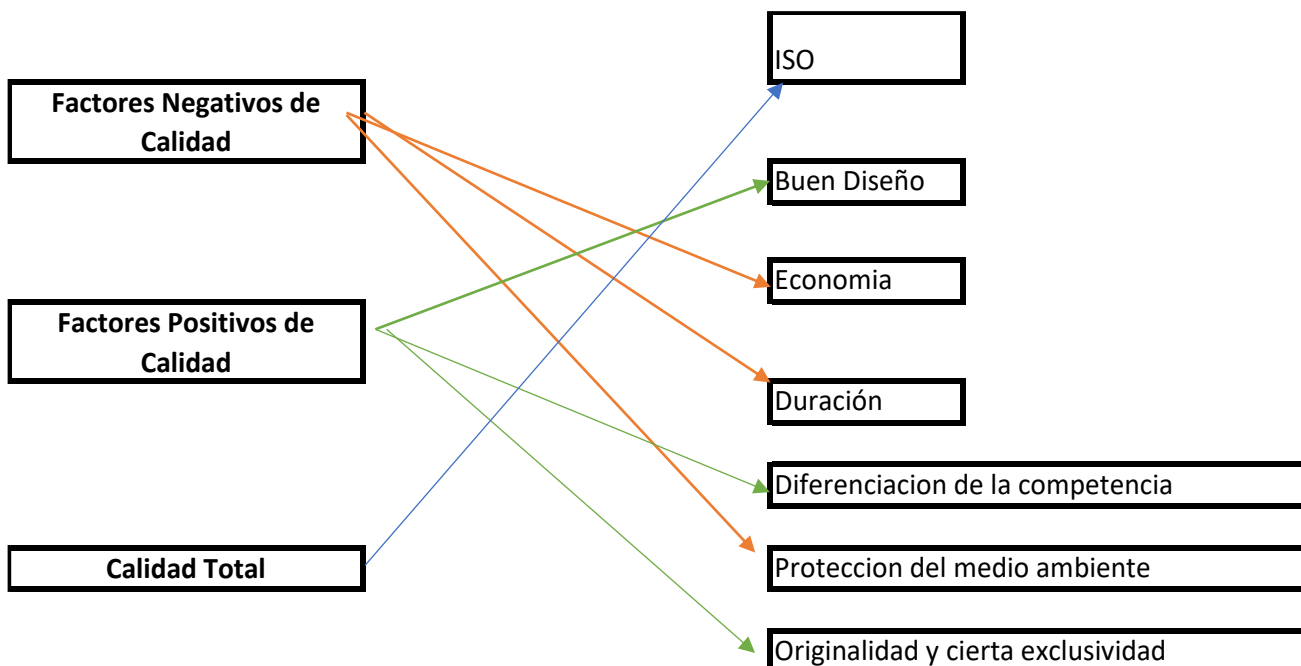 ISO
Factores Negativos de
Calidad
Buen Diseño
Economia
Factores Positivos de
Calidad
Duración
Diferenciacion de la competencia
Calidad Total
Proteccion del medio ambiente
Originalidad y cierta exclusividad